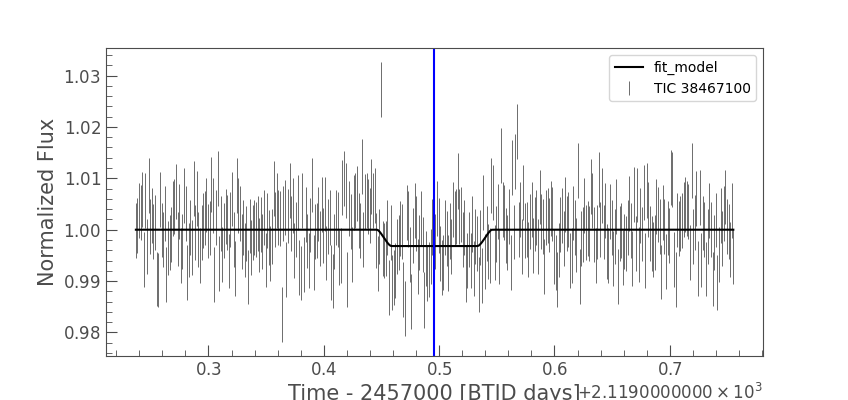 1.03
1.02
1.01
1.00
0.99
0.98
Normalized Flux
fit_model
TIC 38467100
0.3 0.4 0.5 0.6 0.7
Time - 2457000 [BTJD days]
+2.1190000000 × 10³